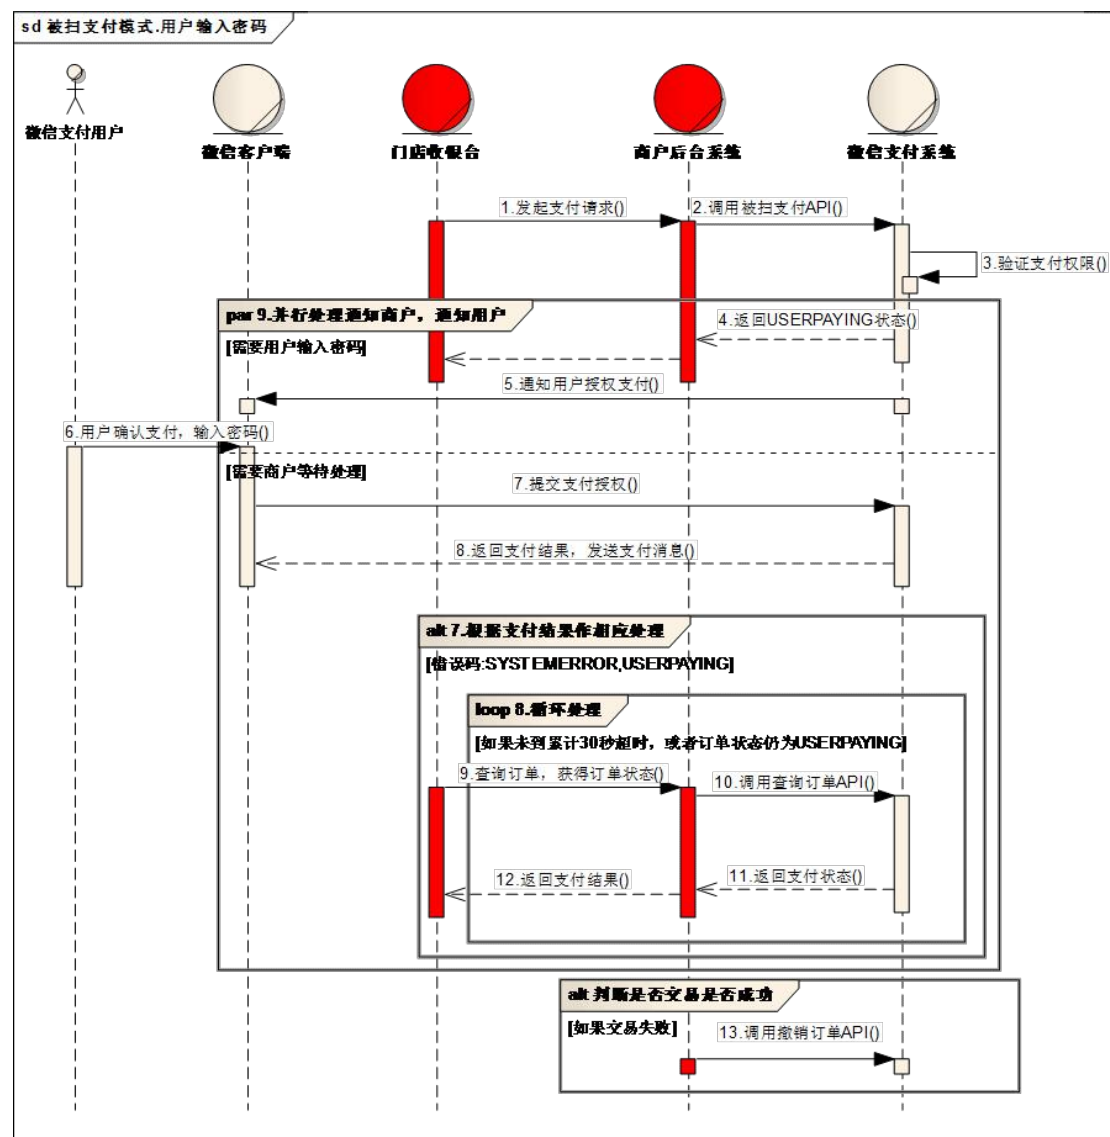 sd 被扫支付模式.用户输入密码
微信支付用户
微信客户端
门店收银台
商户后台系统
微信支付系统
1.发起支付请求()
2.调用被扫支付API()
3.验证支付权限()
par 9.并行处理通知商户，通知用户
4.返回USERPAYING状态()
[需要用户输入密码]
5.通知用户授权支付()
6.用户确认支付，输入密码()
[需要商户等待处理]
7.提交支付授权()
8.返回支付结果，发送支付消息()
alt 7.根据支付结果作相应处理
[错误码:SYSTEMERROR,USERPAYING]
loop 8.循环处理
[如果未到累计30秒超时，或者订单状态仍为USERPAYING]
9.查询订单，获得订单状态()
10.调用查询订单API()
11.返回支付状态()
12.返回支付结果()
alt 判断是否交易是否成功
[如果交易失败]
13.调用撤销订单API()